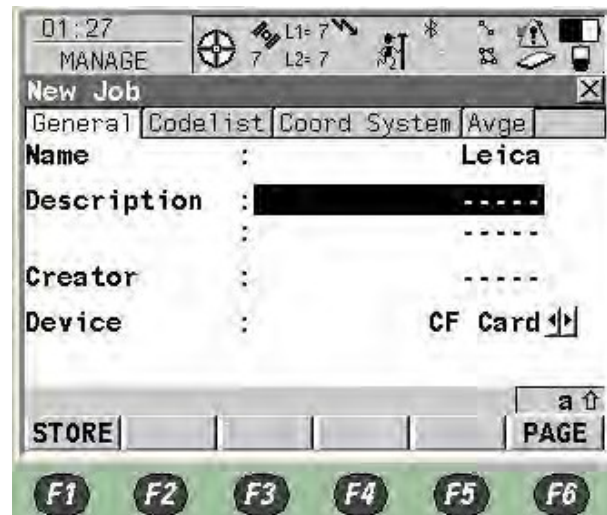 01:27
MANAGE
7 L1= 7
L2= 7
2
New Job
General Codelist Coord System Avge
Name : Leica
Description : -----
: -----
Creator : -----
Device : CF Card
a
STORE PAGE
F1 F2 F3 F4 F5 F6